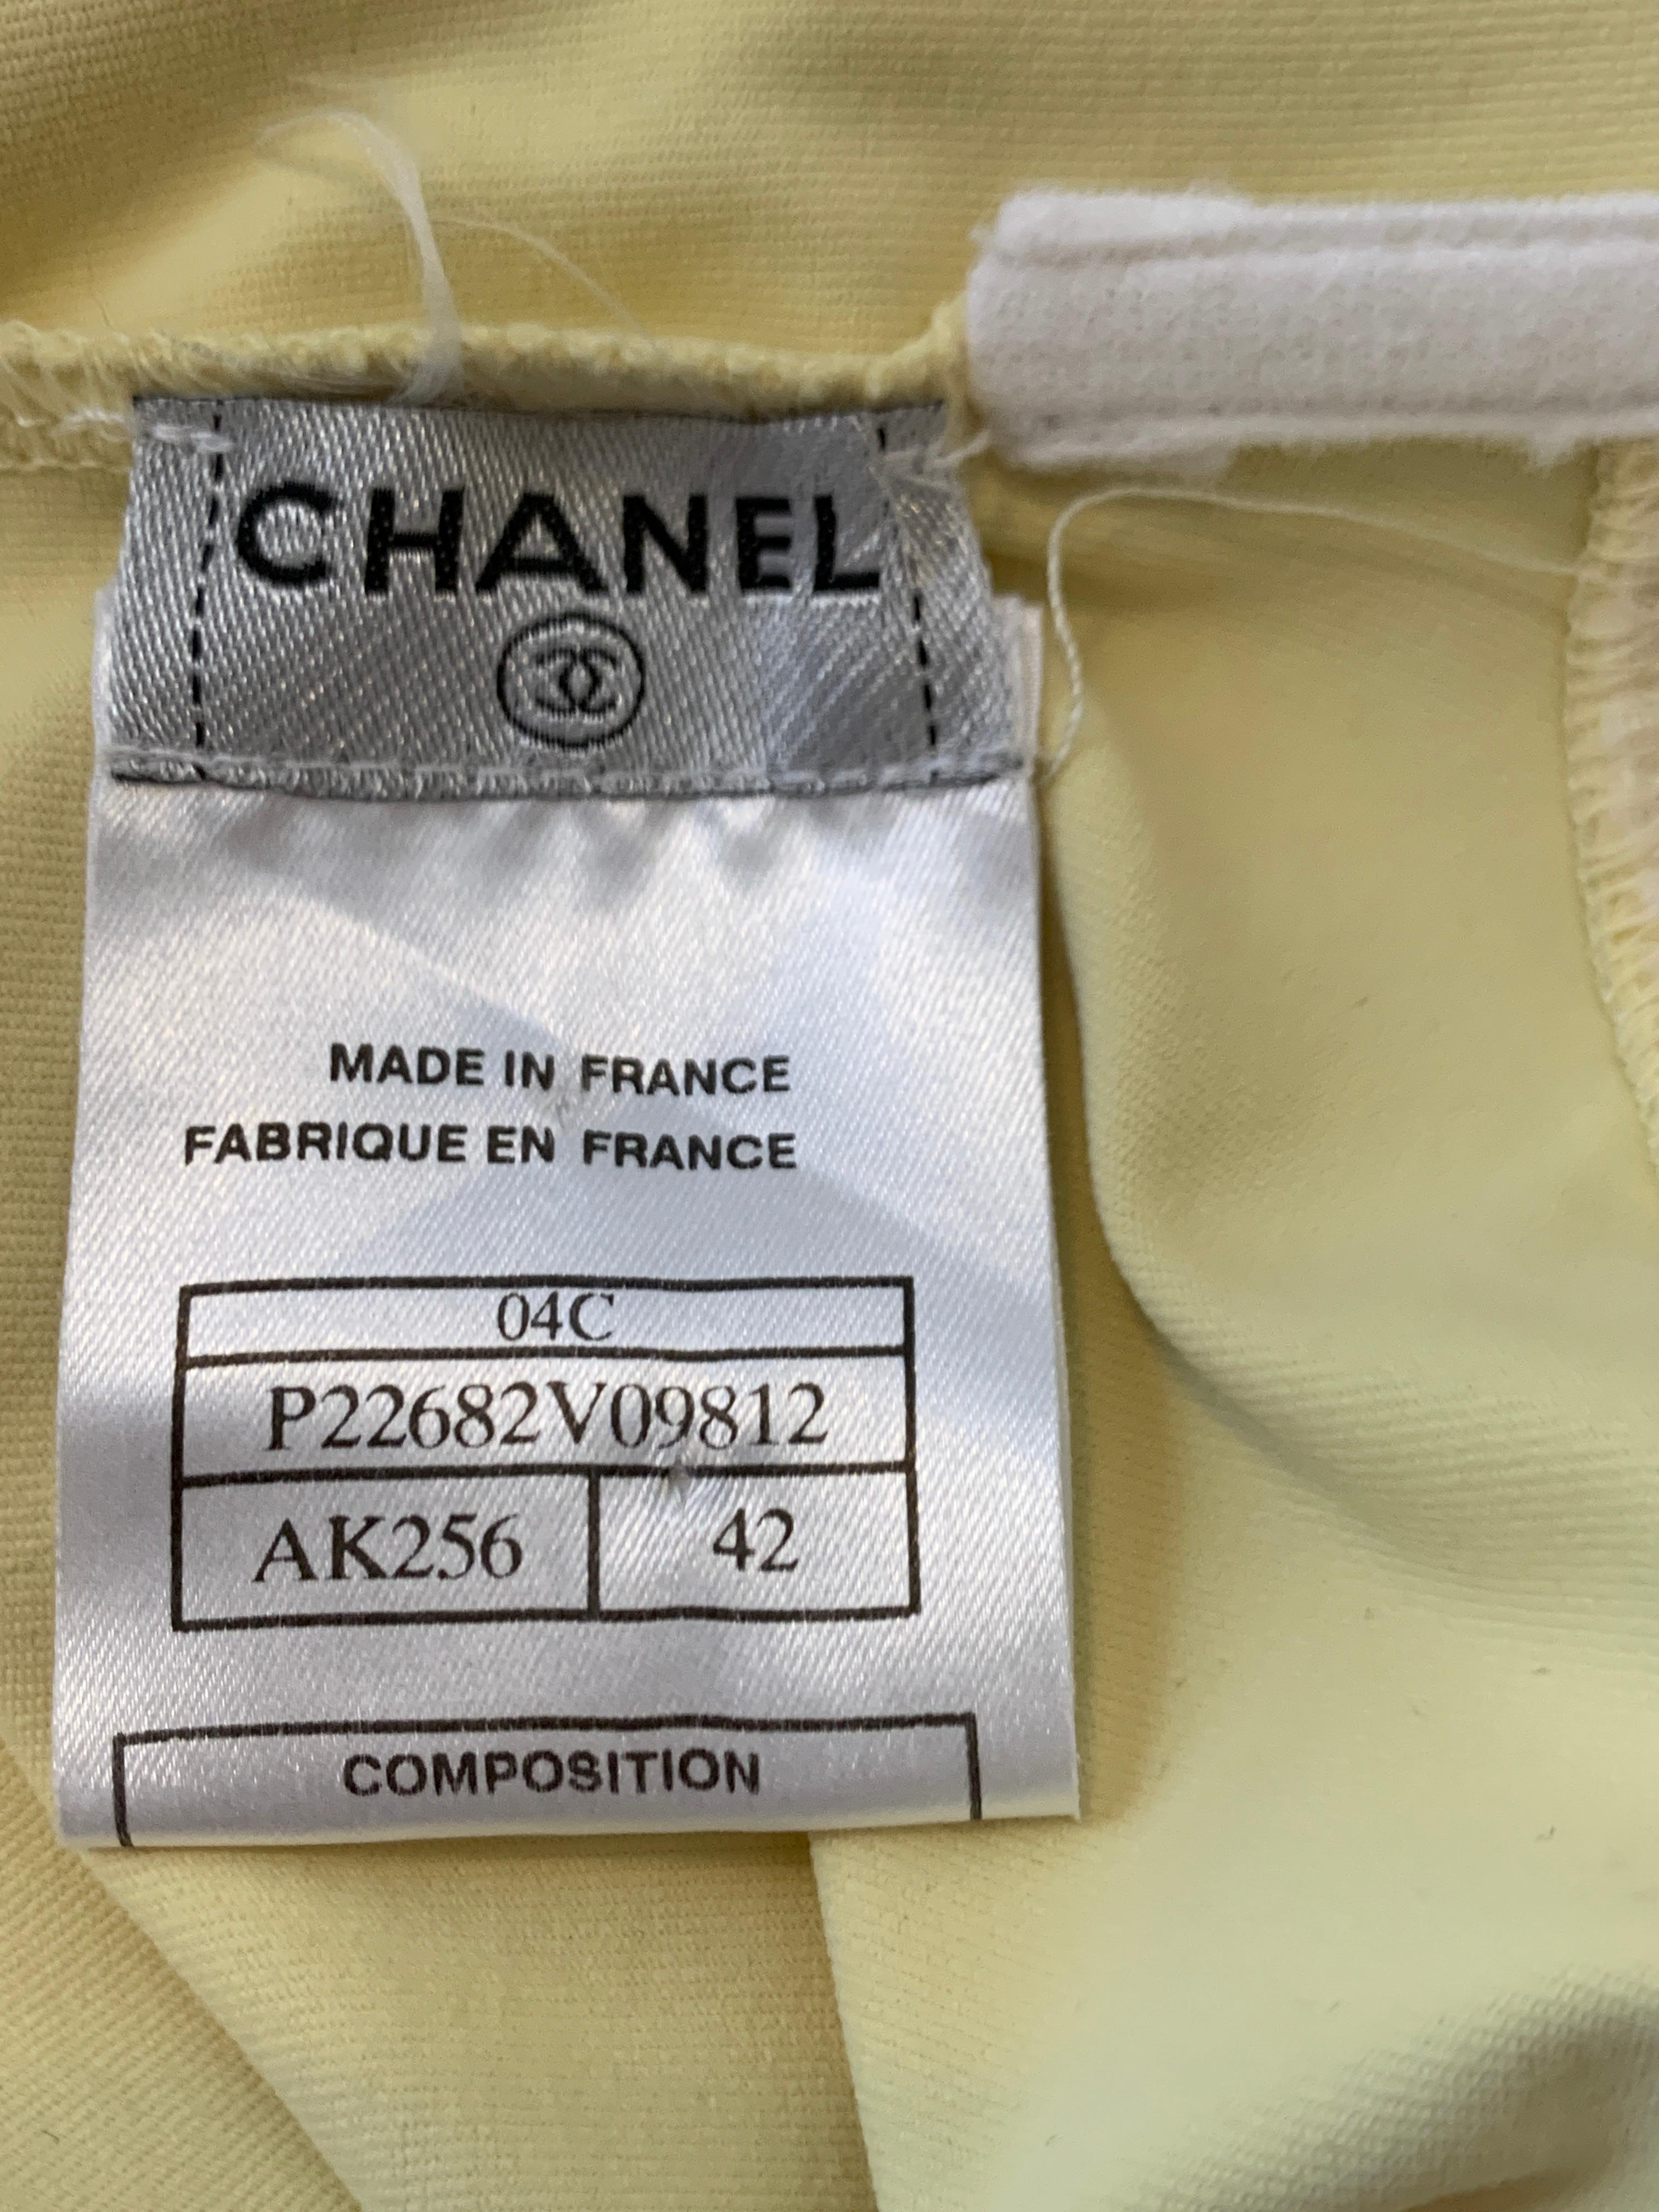 CHANEL
MADE IN FRANCE
FABRIQUE EN FRANCE
04C
P22682V09812
AK256 42
COMPOSITION